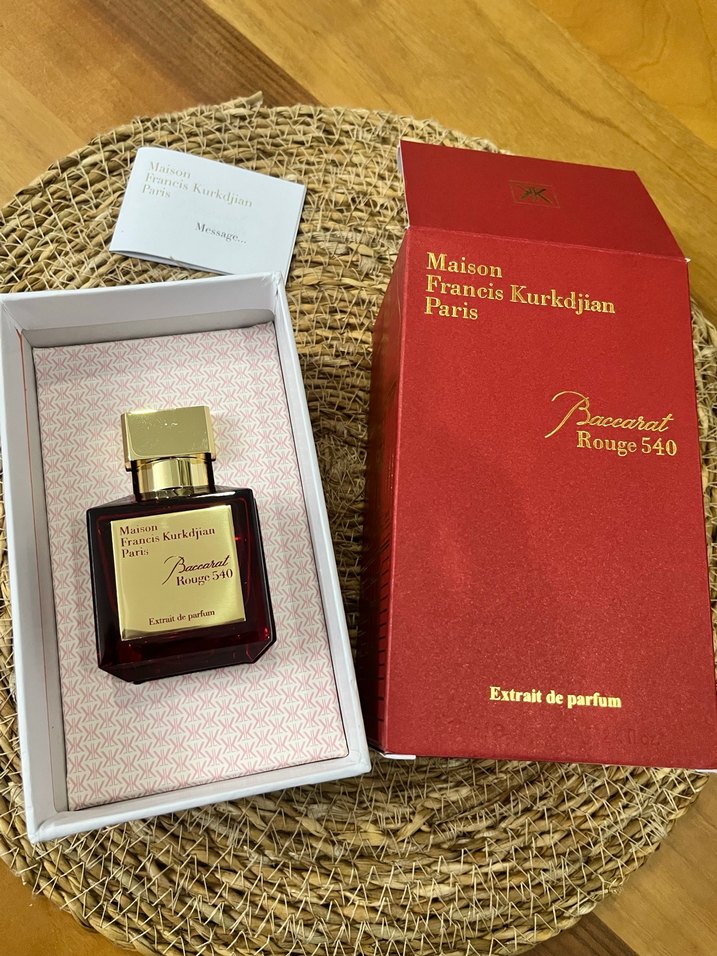 Maison
Francis Kurkdjian
Paris
Message...
Maison
Francis Kurkdjian
Paris
Baccarat
Rouge 540
Extrait de parfum
Maison
Francis Kurkdjian
Paris
Baccarat
Rouge 540
Extrait de parfum